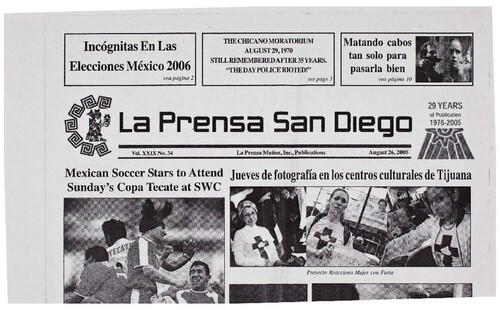 Incógnitas En Las
Elecciones México 2006
vea página 2
THE CHICANO MORATORIUM
AUGUST 29, 1970
STILL REMEMBERED AFTER 35 YEARS.
"THE DAY POLICE RIOTED!"
see page 3
Matando cabos
tan solo para
pasarla bien
vea página 10
La Prensa San Diego
29 YEARS
of Publication
1976-2005
Vol. XXIX No. 34
La Prensa Muñoz, Inc., Publications
August 26, 2005
Mexican Soccer Stars to Attend
Sunday's Copa Tecate at SWC
Jueves de fotografía en los centros culturales de Tijuana
TECATE
Proyecto Reacciona Mujer con Furia